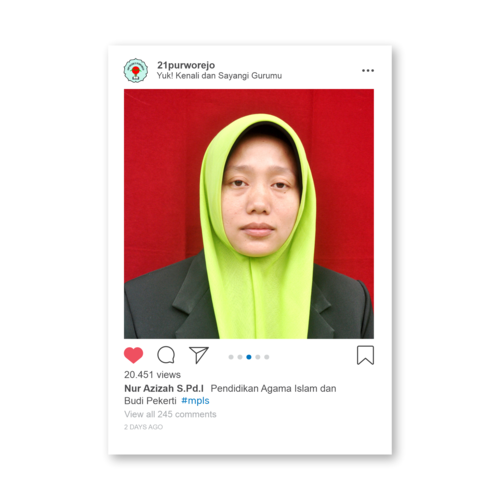 21purworejo
Yuk! Kenali dan Sayangi Gurumu
20.451 views
Nur Azizah S.Pd.I Pendidikan Agama Islam dan
Budi Pekerti #mpls
View all 245 comments
2 DAYS AGO